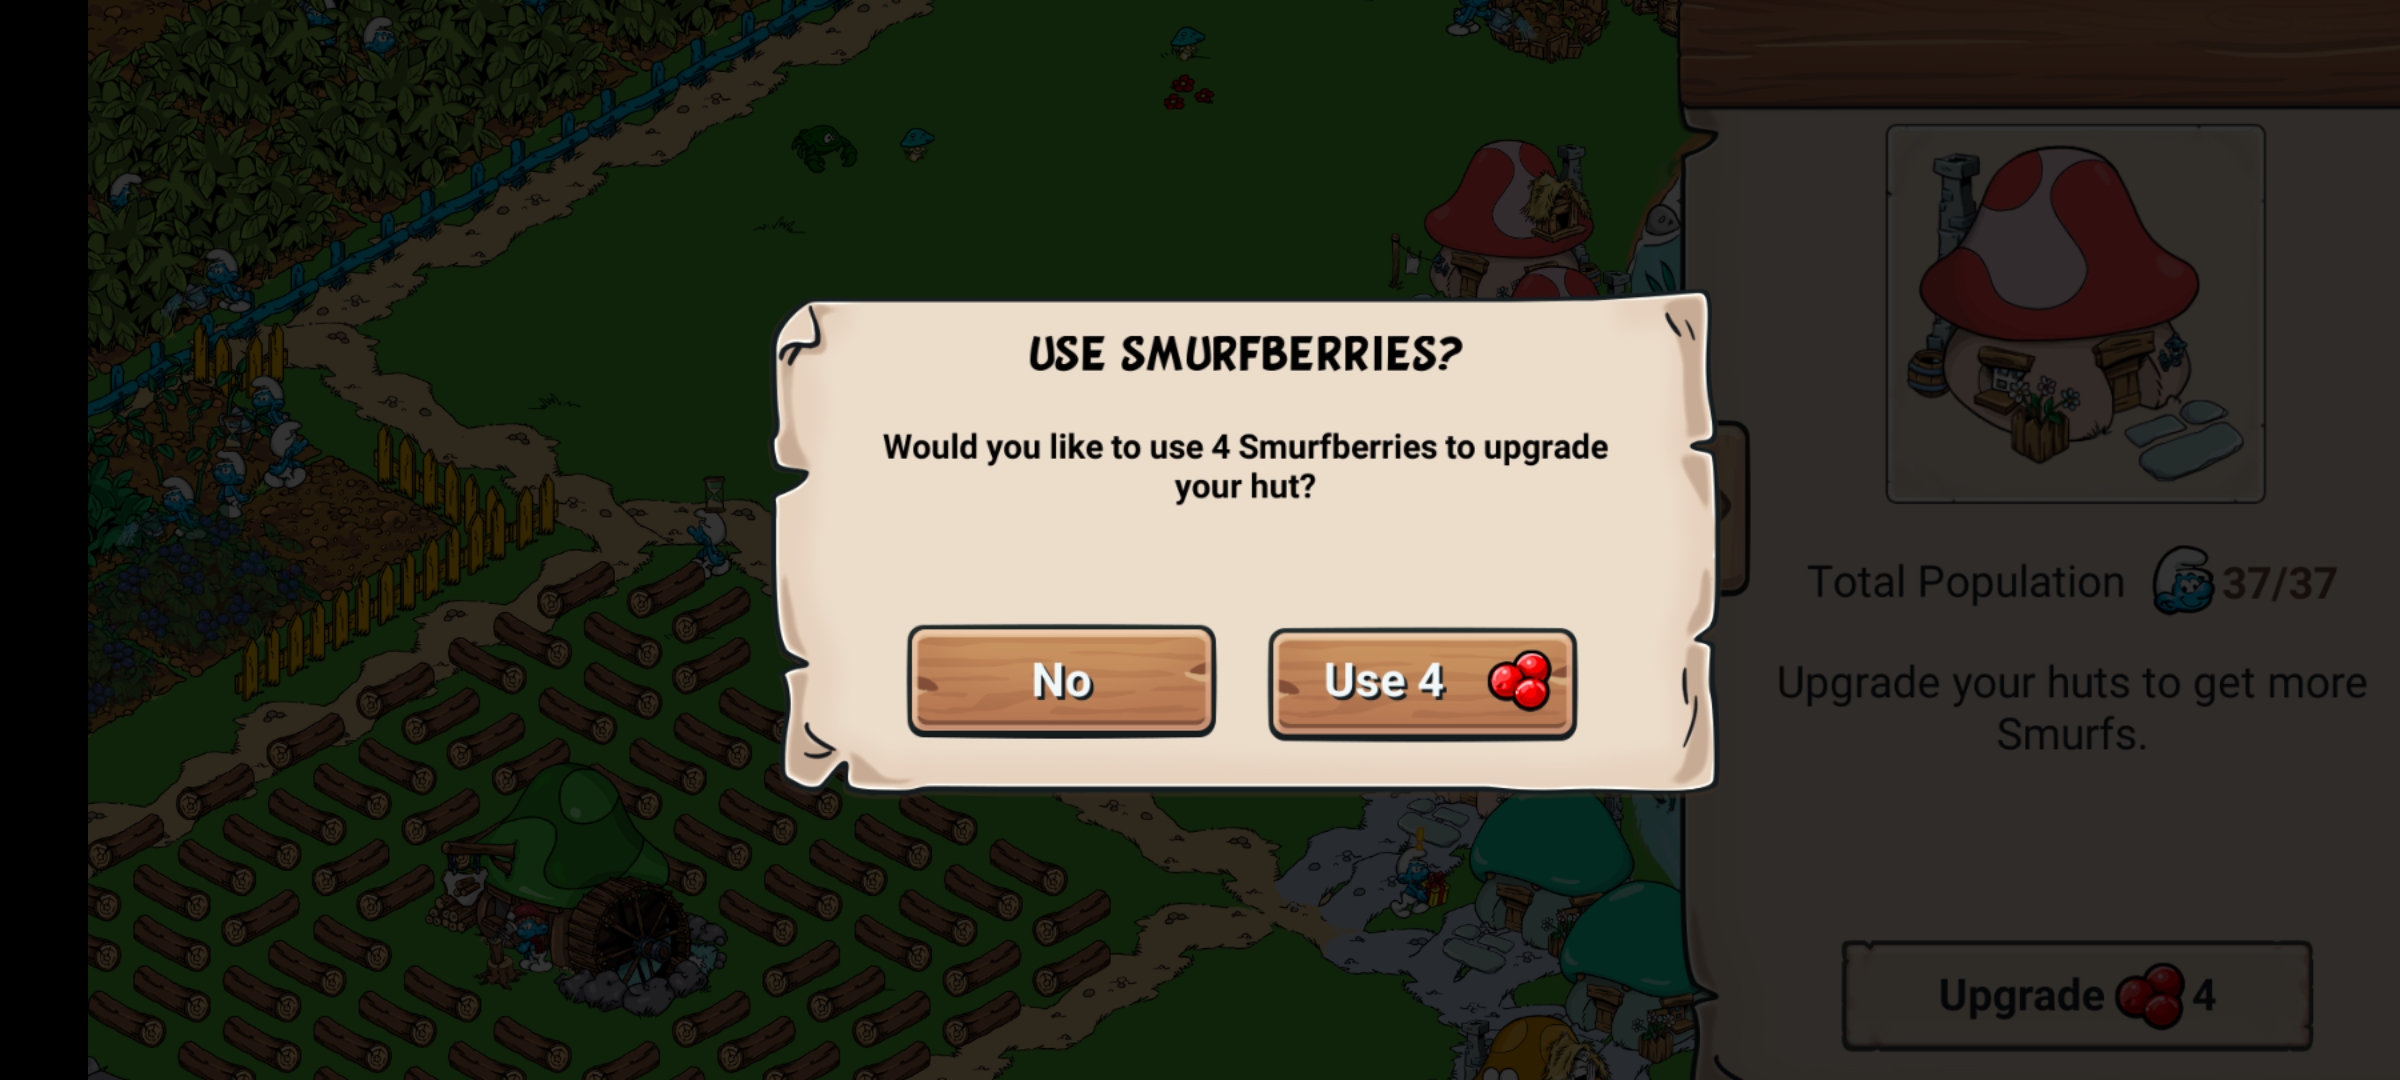 USE SMURFBERRIES?
Would you like to use 4 Smurfberries to upgrade
your hut?
No
Use 4
Total Population 37/37
Upgrade your huts to get more
Smurfs.
Upgrade 4